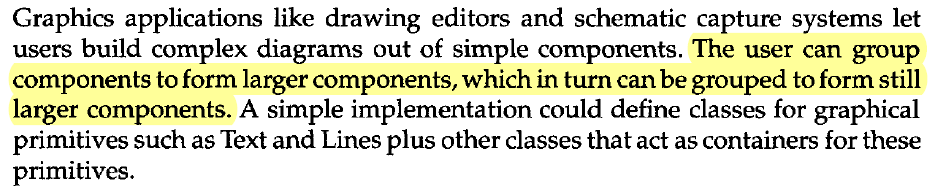 Graphics applications like drawing editors and schematic capture systems let
users build complex diagrams out of simple components. The user can group
components to form larger components, which in turn can be grouped to form still
larger components. A simple implementation could define classes for graphical
primitives such as Text and Lines plus other classes that act as containers for these
primitives.